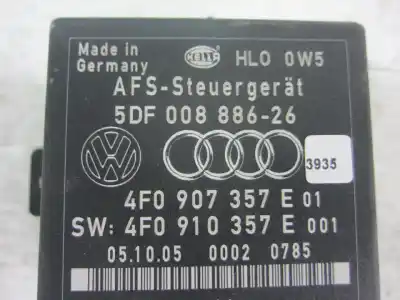 Made in
Germany
HELLA
HLO 0W5
AFS-Steuergerät
5DF 008 886-26
3935
4F0 907 357 E 01
SW: 4F0 910 357 E 001
05.10.05 0002 0785